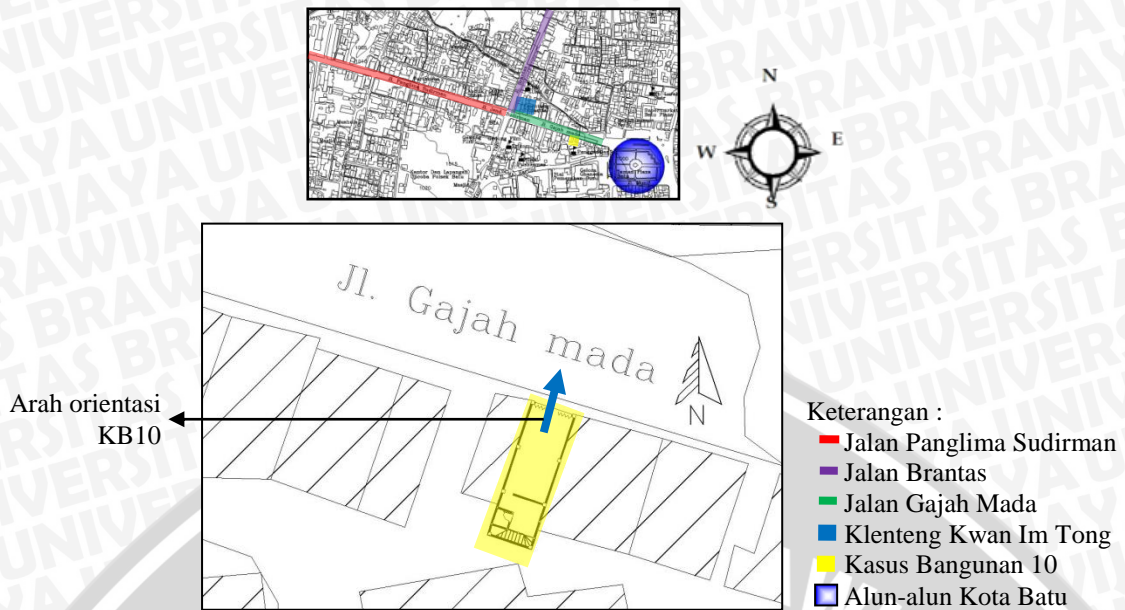 N
W
E
S
Jl. Gajah mada
N
Arah orientasi
KB10
Keterangan :
Jalan Panglima Sudirman
Jalan Brantas
Jalan Gajah Mada
Klenteng Kwan Im Tong
Kasus Bangunan 10
Alun-alun Kota Batu